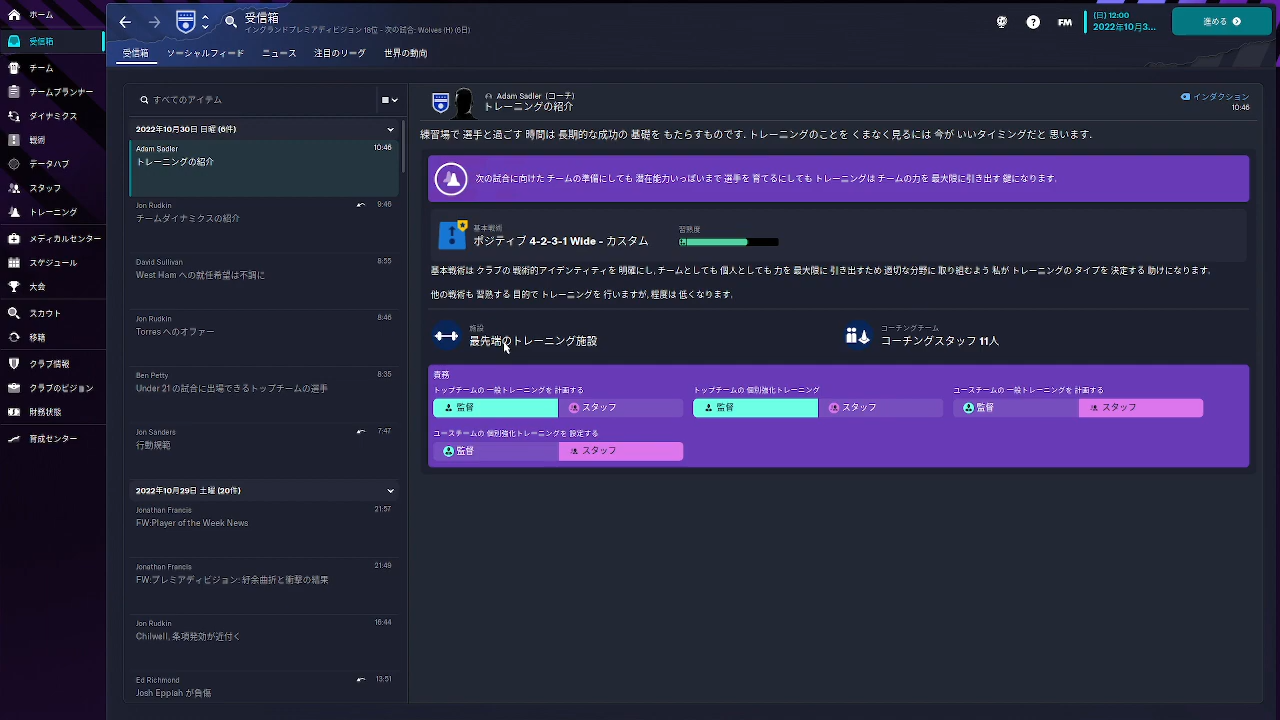 ホーム
受信箱
チーム
チームプランナー
ダイナミクス
戦術
データハブ
スタッフ
トレーニング
メディカルセンター
スケジュール
大会
スカウト
移籍
クラブ情報
クラブのビジョン
財務状態
育成センター
受信箱
イングランドプレミアディビジョン 18位 - 次の試合: Wolves (H) (6日)
FM
(日) 12:00
2022年10月3...
進める
受信箱 ソーシャルフィード ニュース 注目のリーグ 世界の動向
すべてのアイテム
2022年10月30日 日曜 (6件)
Adam Sadler 10:46
トレーニングの紹介
Jon Rudkin 9:46
チームダイナミクスの紹介
David Sullivan 8:55
West Ham への就任希望は不調に
Jon Rudkin 8:46
Torres へのオファー
Ben Petty 8:35
Under 21 の試合に出場できるトップチームの選手
Jon Sanders 7:47
行動規範
2022年10月29日 土曜 (20件)
Jonathan Francis 21:57
FW:Player of the Week News
Jonathan Francis 21:49
FW:プレミアディビジョン: 紆余曲折と衝撃の結果
Jon Rudkin 16:44
Chilwell, 条項発効が近付く
Ed Richmond 13:51
Josh Eppiah が負傷
Adam Sadler (コーチ)
トレーニングの紹介
インダクション
10:46
練習場で 選手と過ごす 時間は 長期的な成功の 基礎を もたらすものです. トレーニングのことを くまなく見るには 今が いいタイミングだと 思います.
次の試合に向けた チームの準備にしても 潜在能力いっぱいまで 選手を 育てるにしても トレーニングは チームの力を 最大限に引き出す 鍵になります.
基本戦術
ポジティブ 4-2-3-1 Wide - カスタム
習熟度
基本戦術は クラブの 戦術的アイデンティティを 明確にし, チームとしても 個人としても 力を 最大限に 引き出すため 適切な分野に 取り組むよう 私が トレーニングの タイプを 決定する 助けになります.
他の戦術も 習熟する 目的で トレーニングを 行いますが, 程度は 低くなります.
施設
最先端のトレーニング施設
コーチングチーム
コーチングスタッフ 11人
責務
トップチームの 一般トレーニングを 計画する
監督 スタッフ
トップチームの 個別強化トレーニング
監督 スタッフ
ユースチームの 一般トレーニングを 計画する
監督 スタッフ
ユースチームの 個別強化トレーニングを 設定する
監督 スタッフ